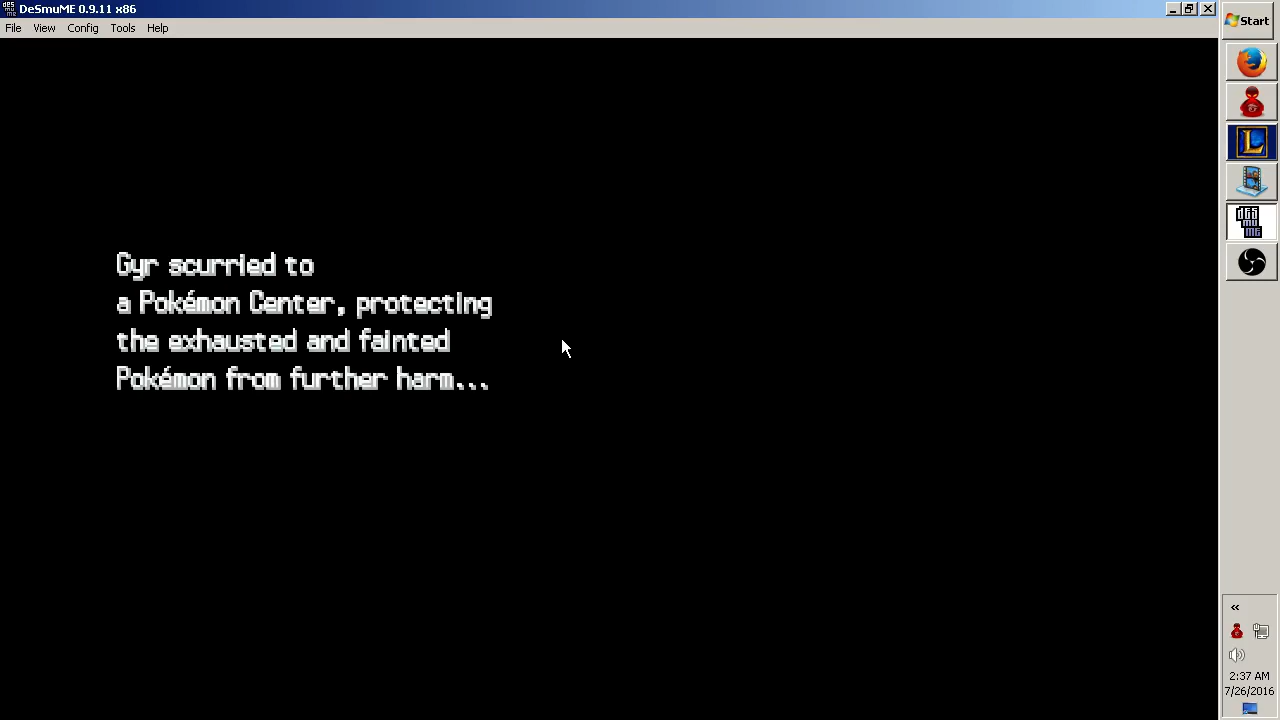 DeSmuME 0.9.11 x86
File View Config Tools Help
Start
Gyr scurried to
a Pokémon Center, protecting
the exhausted and fainted
Pokémon from further harm...
2:37 AM
7/26/2016